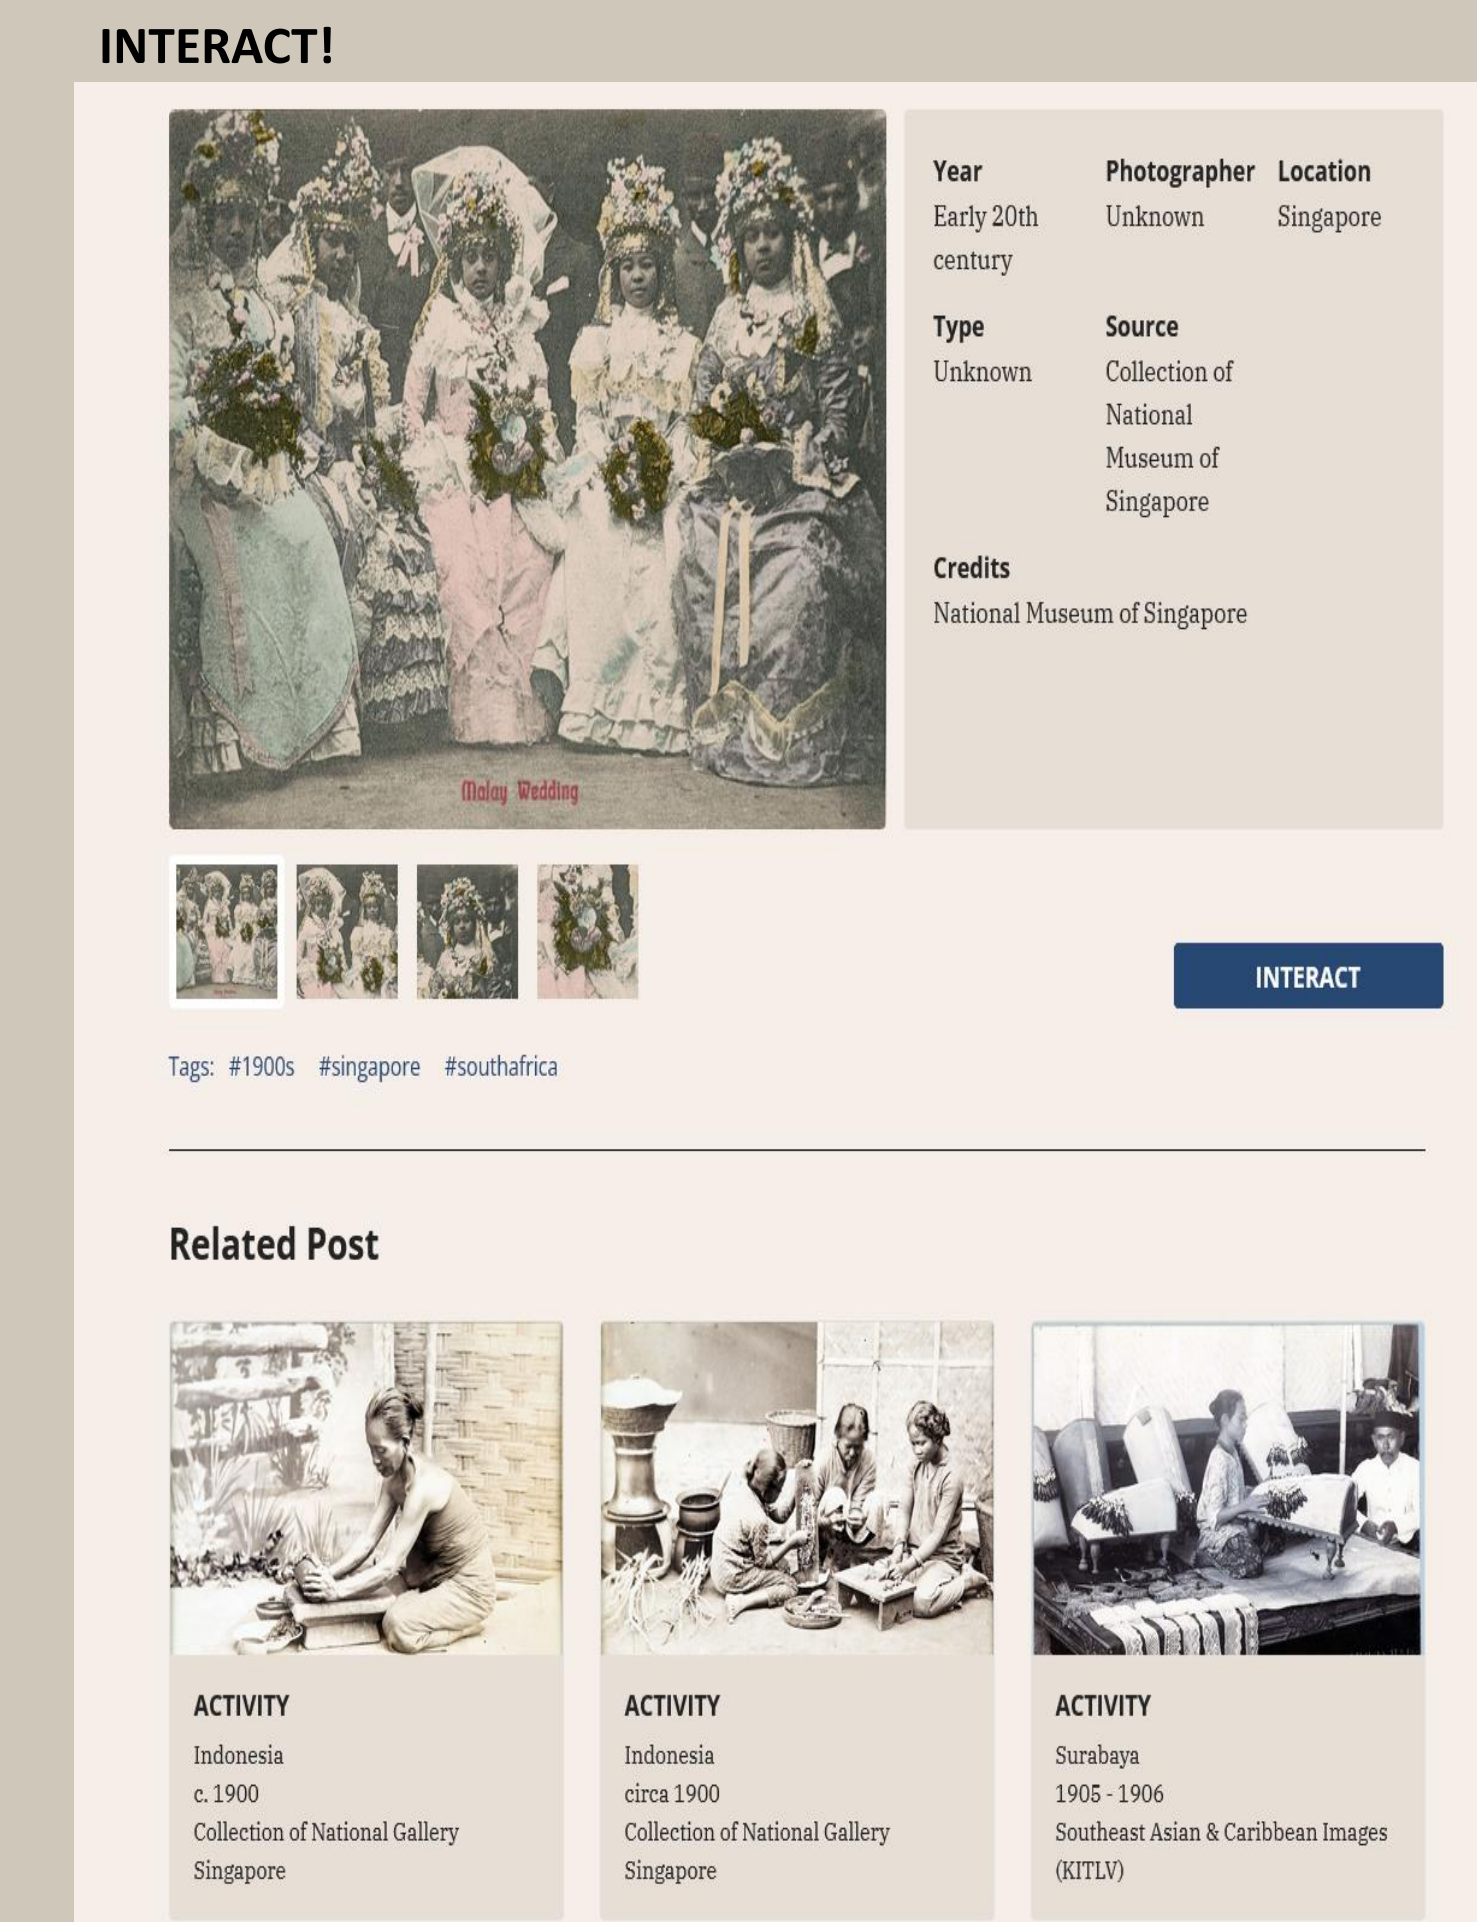 INTERACT!
Year
Early 20th
century
Photographer
Unknown
Location
Singapore
Type
Unknown
Source
Collection of
National
Museum of
Singapore
Credits
National Museum of Singapore
Malay Wedding
INTERACT
Tags: #1900s #singapore #southafrica
Related Post
ACTIVITY
Indonesia
c. 1900
Collection of National Gallery
Singapore
ACTIVITY
Indonesia
circa 1900
Collection of National Gallery
Singapore
ACTIVITY
Surabaya
1905 - 1906
Southeast Asian & Caribbean Images
(KITLV)